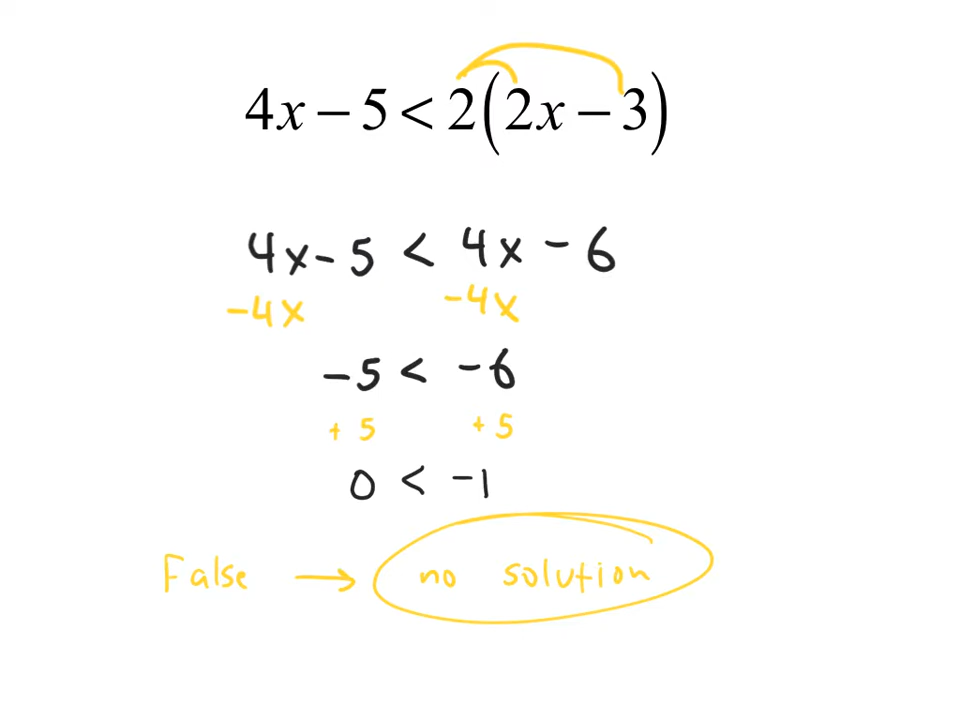 4x − 5 < 2(2x − 3)
4x - 5 < 4x - 6
-4x -4x
-5 < -6
+5 +5
0 < -1
False → no solution